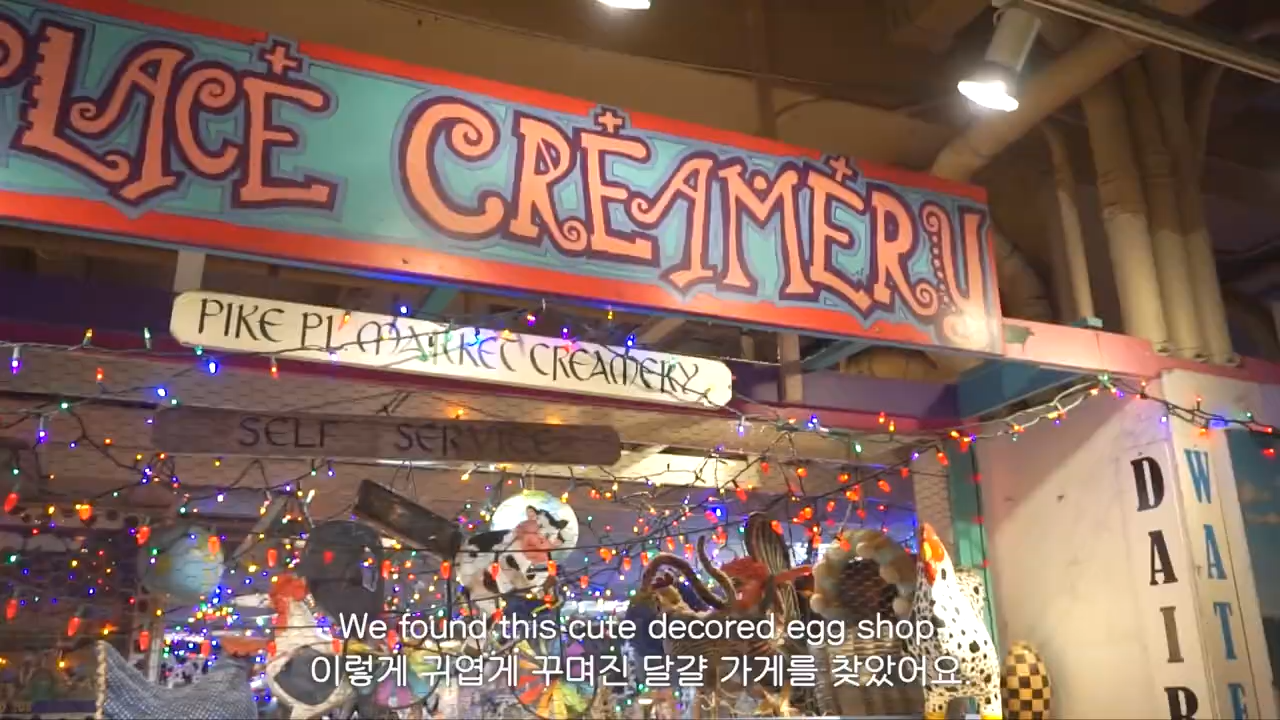 PLACE CREAMERY
PIKE PL MARKET CREAMERY
SELF SERVICE
DAIR
WATE
We found this cute decored egg shop.
이렇게 귀엽게 꾸며진 달걀 가게를 찾았어요.